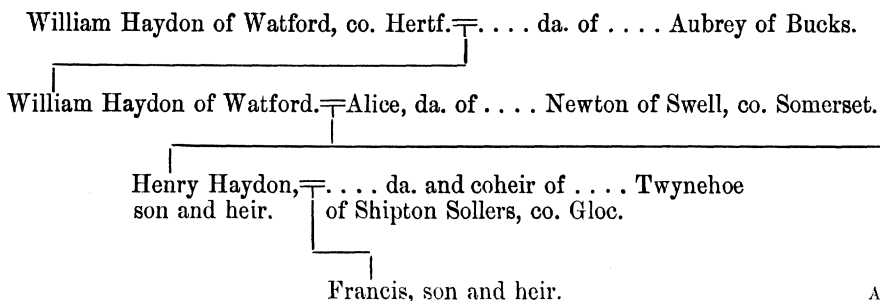 William Haydon of Watford, co. Hertf.=. . . . da. of . . . . Aubrey of Bucks.
William Haydon of Watford.=Alice, da. of . . . . Newton of Swell, co. Somerset.
Henry Haydon,=. . . . da. and coheir of . . . . Twynehoe
son and heir. of Shipton Sollers, co. Gloc.
Francis, son and heir. A